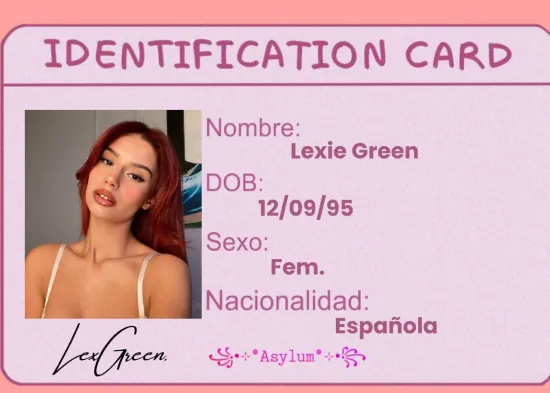 IDENTIFICATION CARD
Nombre:
Lexie Green
DOB:
12/09/95
Sexo:
Fem.
Nacionalidad:
Española
LexGreen.
꧁•⊹٭Asylum٭⊹•꧂